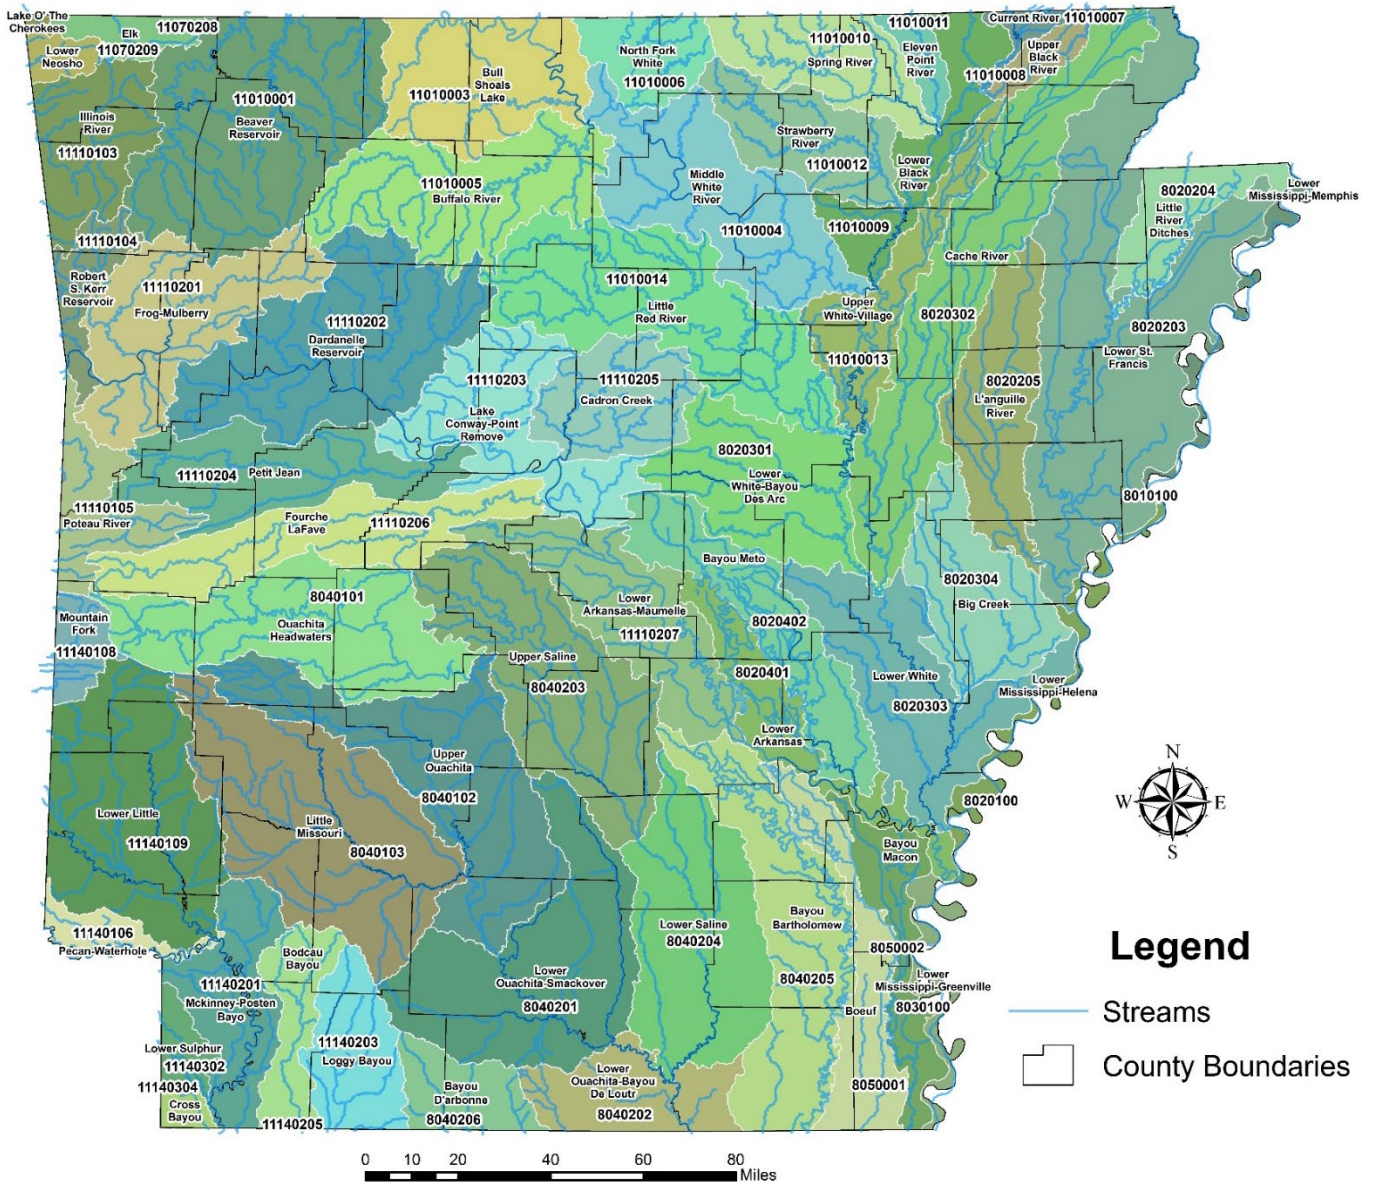 Lake O' The
Cherokees
11070208
Elk
11070209
Lower
Neosho
11010001
Beaver
Reservoir
Illinois
River
11110103
11010003
Bull
Shoals
Lake
North Fork
White
11010006
11010010
Spring River
11010011
Eleven
Point
River
Current River
11010007
Upper
Black
River
11010008
Strawberry
River
11010012
Lower
Black
River
Middle
White
River
11010004
11010009
11010005
Buffalo River
8020204
Little
River
Ditches
Lower
Mississippi-Memphis
11110104
Robert
S. Kerr
Reservoir
11110201
Frog-Mulberry
11110202
Dardanelle
Reservoir
11010014
Little
Red River
Cache River
8020302
Upper
White-Village
11010013
8020203
Lower St.
Francis
8020205
L'anguille
River
11110203
Lake
Conway-Point
Remove
11110205
Cadron Creek
8020301
Lower
White-Bayou
Des Arc
11110204
Petit Jean
11110105
Poteau River
Fourche
LaFave
11110206
8010100
Bayou Meto
8020402
8020304
Big Creek
8040101
Ouachita
Headwaters
Lower
Arkansas-Maumelle
11110207
Mountain
Fork
11140108
Upper Saline
8040203
8020401
Lower
Arkansas
Lower White
8020303
Lower
Mississippi-Helena
Upper
Ouachita
8040102
8020100
Lower Little
11140109
Little
Missouri
8040103
Bayou
Macon
11140106
Pecan-Waterhole
Bodcau
Bayou
Lower Saline
8040204
Bayou
Bartholomew
8040205
8050002
Lower
Mississippi-Greenville
8030100
11140201
Mckinney-Posten
Bayo
Lower
Ouachita-Smackover
8040201
Boeuf
Lower Sulphur
11140302
11140304
Cross
Bayou
11140203
Loggy Bayou
11140205
Bayou
D'arbonne
8040206
Lower
Ouachita-Bayou
De Loutr
8040202
8050001
N
W E
S
Legend
Streams
County Boundaries
0 10 20 40 60 80
Miles